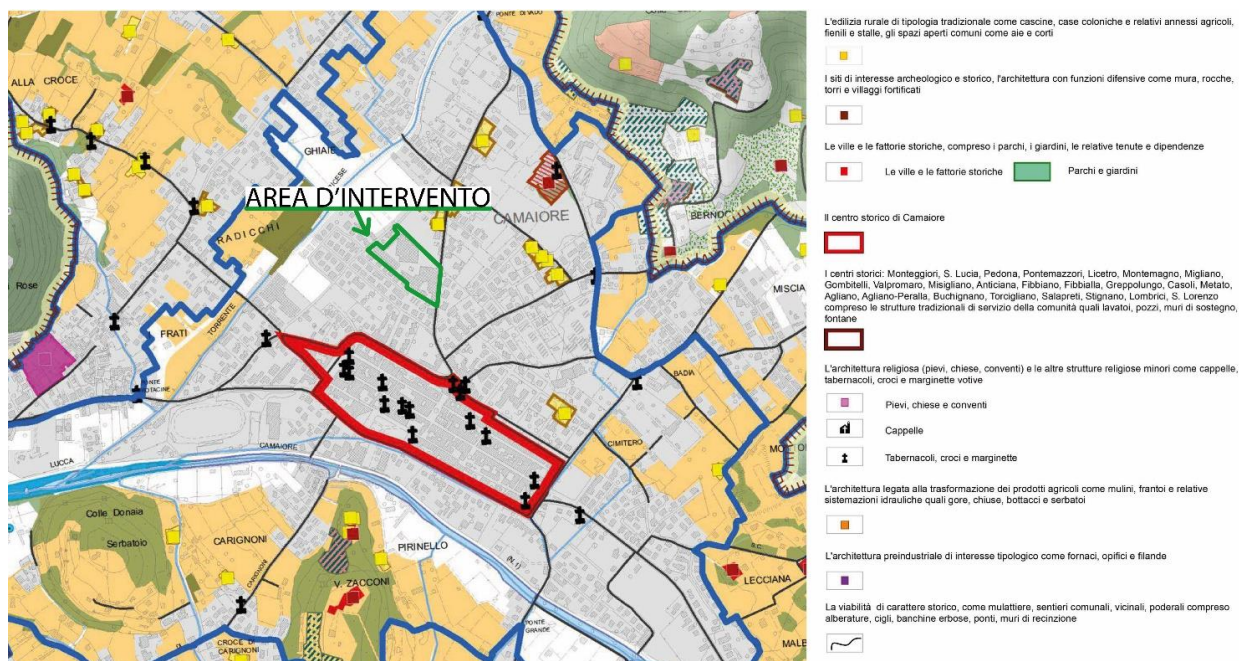 PONTE DI VADO
ALLA CROCE
GHIAIE
AREA D'INTERVENTO
CAMAIORE
BERNOC
RADICCHI
MISCIA
Rose
FRATI
TORRENTE
BADIA
CIMITERO
CAMAIORE
LUCCA
Colle Donaia
Serbatoio
CARIGNONI
PIRINELLO
(N.1)
CARIGNONI
V. ZACCONI
LECCIANA
PONTE
GRANDE
CROCE DI
CARIGNONI
MALB
L'edilizia rurale di tipologia tradizionale come cascine, case coloniche e relativi annessi agricoli,
fienili e stalle, gli spazi aperti comuni come aie e corti
I siti di interesse archeologico e storico, l'architettura con funzioni difensive come mura, rocche,
torri e villaggi fortificati
Le ville e le fattorie storiche, compreso i parchi, i giardini, le relative tenute e dipendenze
Le ville e le fattorie storiche
Parchi e giardini
Il centro storico di Camaiore
I centri storici: Monteggiori, S. Lucia, Pedona, Pontemazzori, Licetro, Montemagno, Migliano,
Gombitelli, Valpromaro, Misigliano, Anticiana, Fibbiano, Fibbialla, Greppolungo, Casoli, Metato,
Agliano, Agliano-Peralla, Buchignano, Torcigliano, Salapreti, Stignano, Lombrici, S. Lorenzo
compreso le strutture tradizionali di servizio della comunità quali lavatoi, pozzi, muri di sostegno,
fontane
L'architettura religiosa (pievi, chiese, conventi) e le altre strutture religiose minori come cappelle,
tabernacoli, croci e marginette votive
Pievi, chiese e conventi
Cappelle
Tabernacoli, croci e marginette
L'architettura legata alla trasformazione dei prodotti agricoli come mulini, frantoi e relative
sistemazioni idrauliche quali gore, chiuse, bottacci e serbatoi
L'architettura preindustriale di interesse tipologico come fornaci, opifici e filande
La viabilità di carattere storico, come mulattiere, sentieri comunali, vicinali, poderali compreso
alberature, cigli, banchine erbose, ponti, muri di recinzione